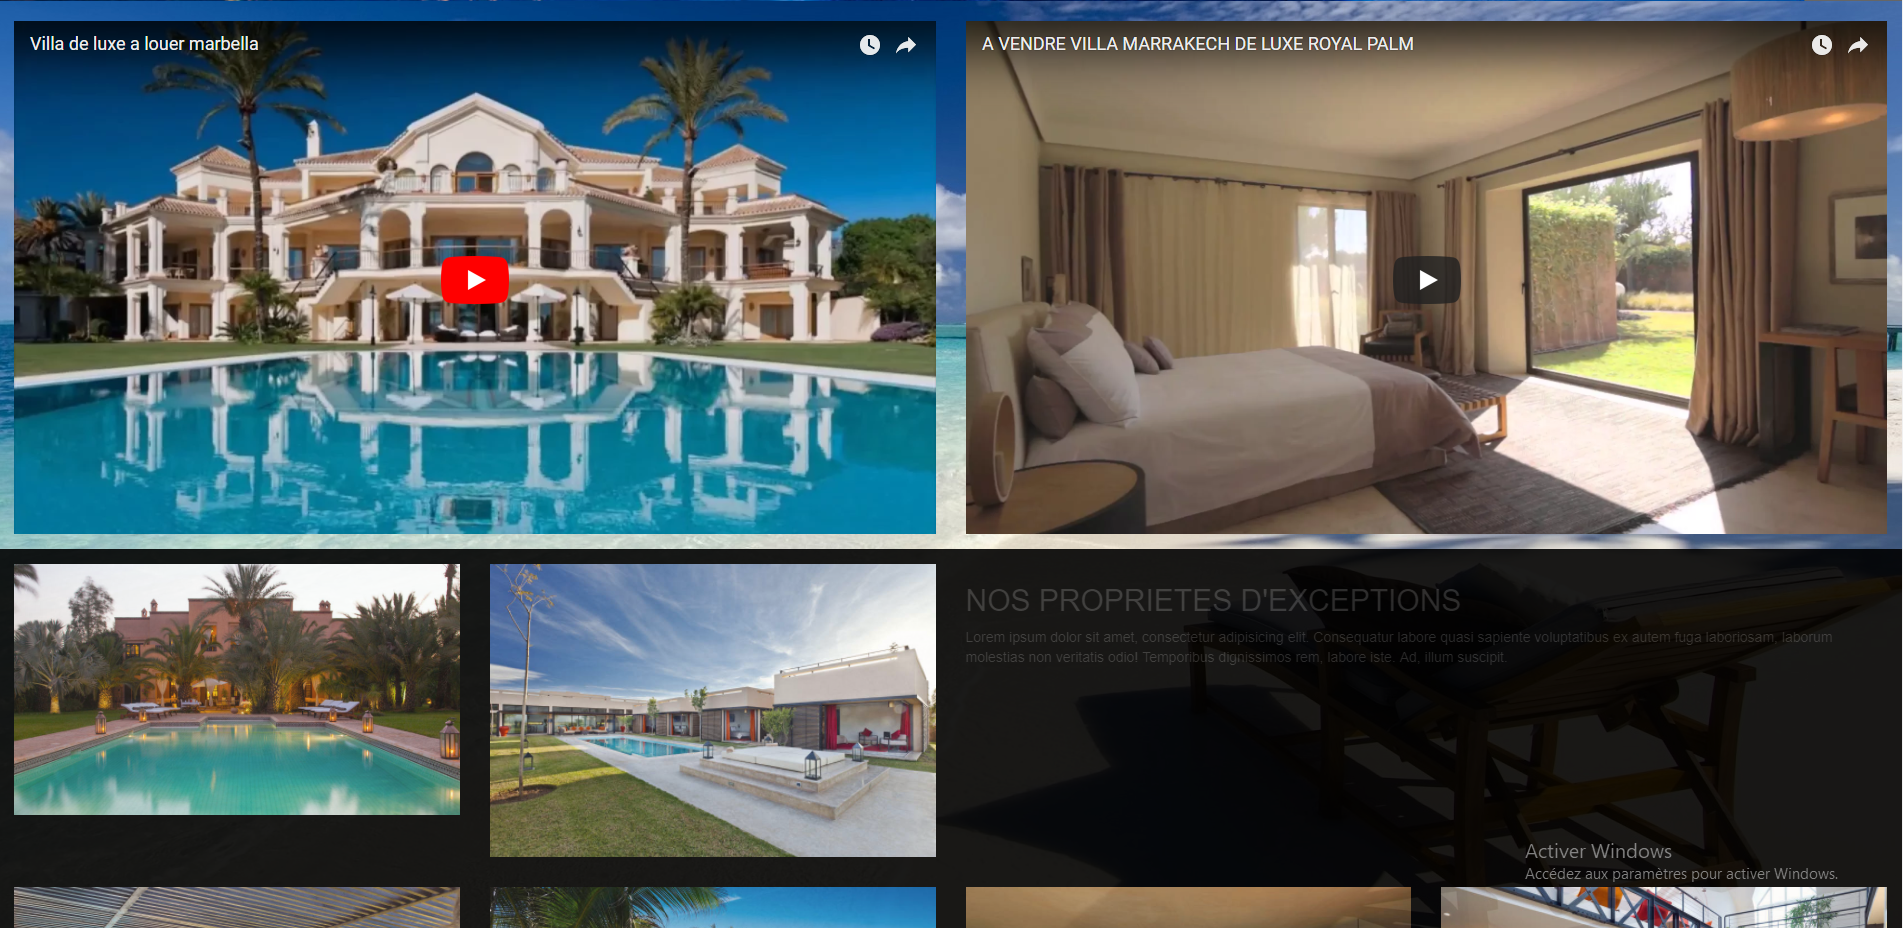 Villa de luxe a louer marbella
A VENDRE VILLA MARRAKECH DE LUXE ROYAL PALM
NOS PROPRIETES D'EXCEPTIONS
Lorem ipsum dolor sit amet, consectetur adipisicing elit. Consequatur labore quasi sapiente voluptatibus ex autem fuga laboriosam, laborum
molestias non veritatis odio! Temporibus dignissimos rem, labore iste. Ad, illum suscipit.
Activer Windows
Accédez aux paramètres pour activer Windows.